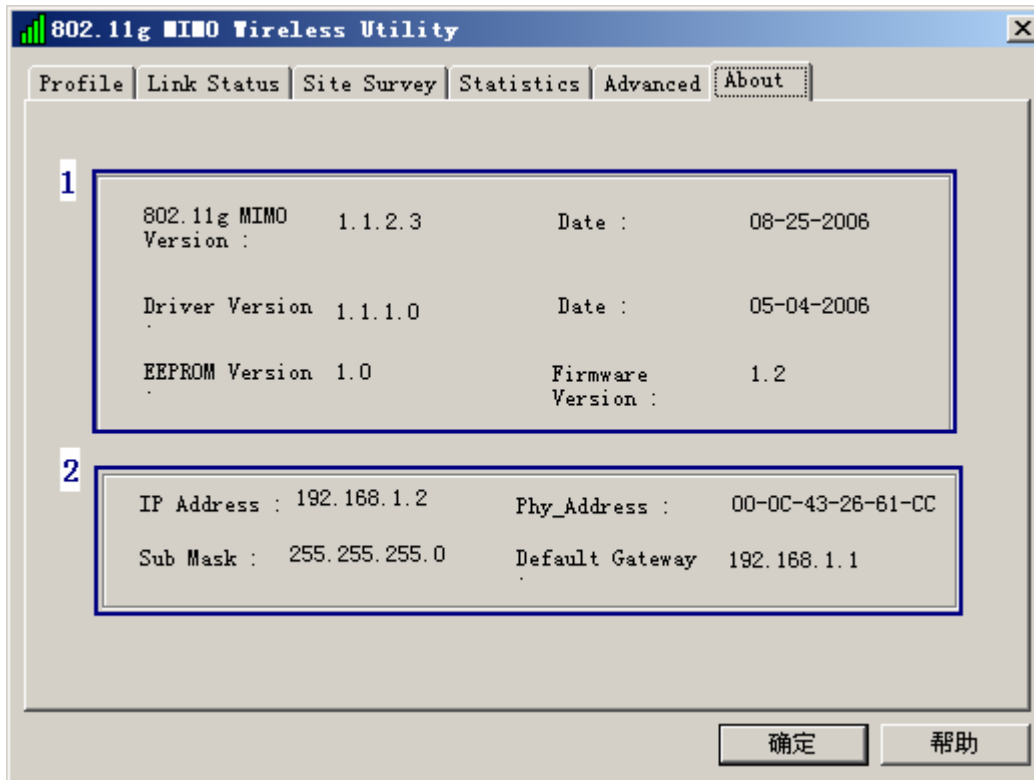 802.11g MIMO Wireless Utility
Profile Link Status Site Survey Statistics Advanced About
1
802.11g MIMO Version : 1.1.2.3 Date : 08-25-2006
Driver Version 1.1.1.0 Date : 05-04-2006
EEPROM Version 1.0 Firmware Version : 1.2
2
IP Address : 192.168.1.2 Phy_Address : 00-0C-43-26-61-CC
Sub Mask : 255.255.255.0 Default Gateway 192.168.1.1
确定 帮助